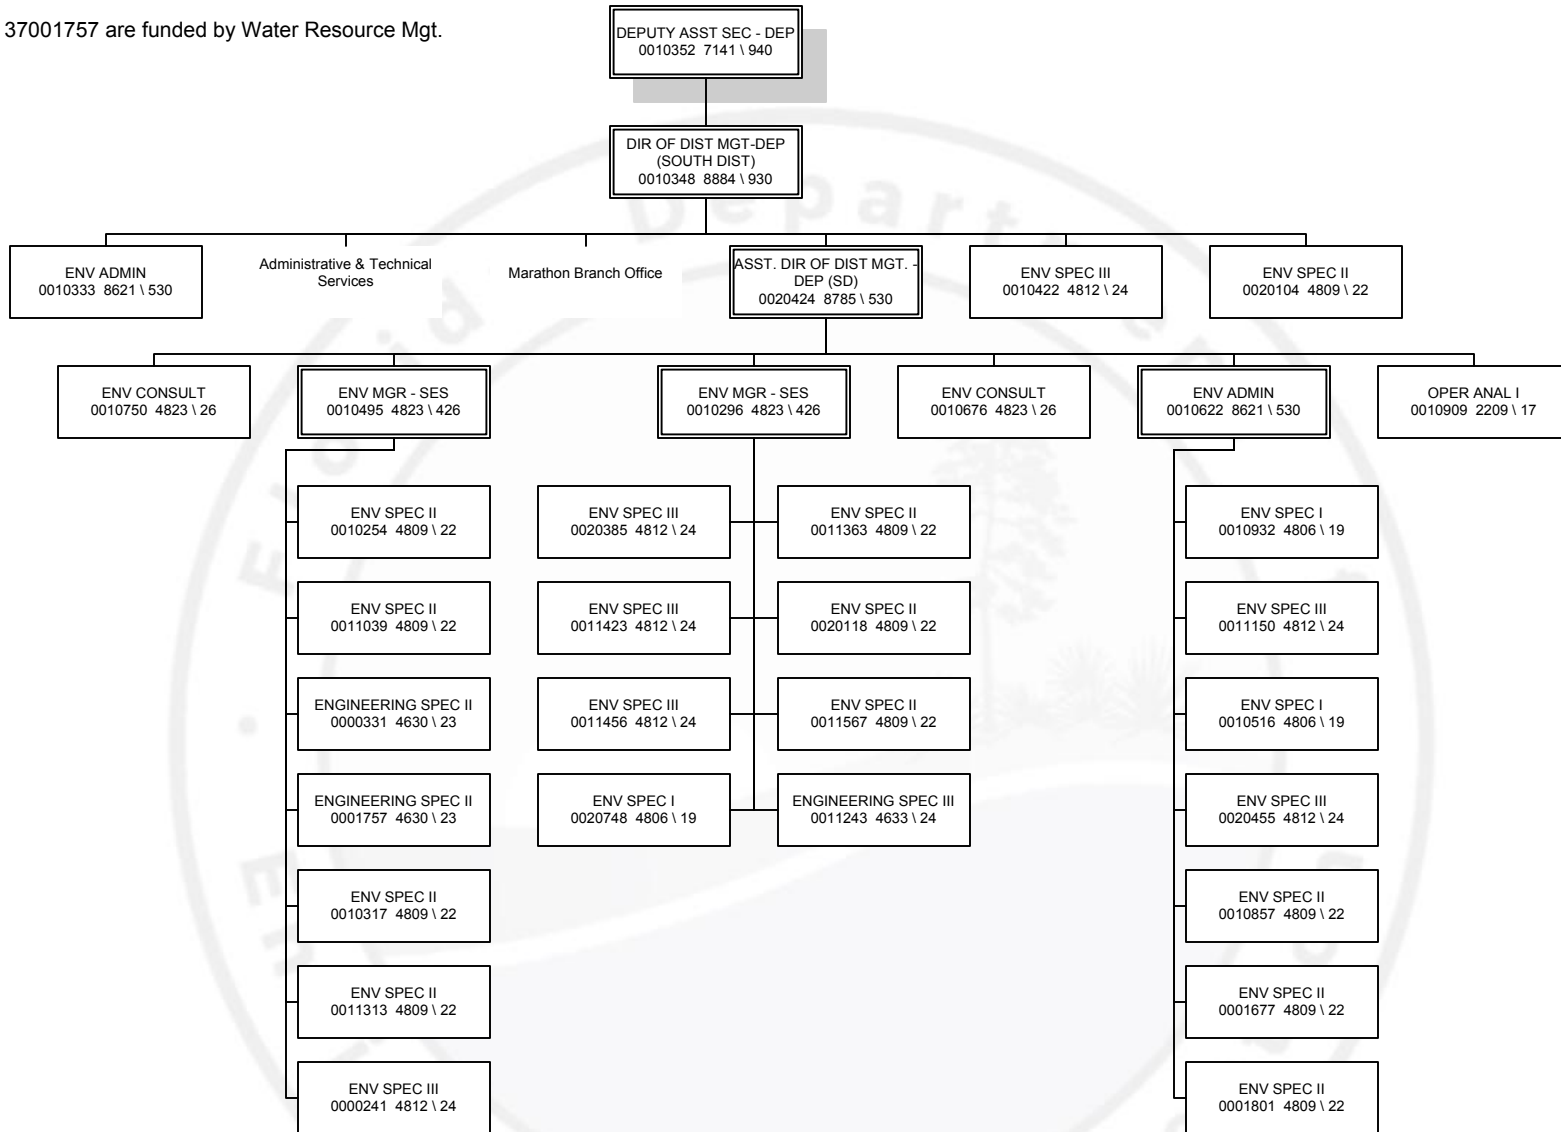 37001757 are funded by Water Resource Mgt.
DEPUTY ASST SEC - DEP
0010352 7141 \ 940
DIR OF DIST MGT-DEP
(SOUTH DIST)
0010348 8884 \ 930
ENV ADMIN
0010333 8621 \ 530
Administrative & Technical
Services
Marathon Branch Office
ASST. DIR OF DIST MGT. -
DEP (SD)
0020424 8785 \ 530
ENV SPEC III
0010422 4812 \ 24
ENV SPEC II
0020104 4809 \ 22
ENV CONSULT
0010750 4823 \ 26
ENV MGR - SES
0010495 4823 \ 426
ENV MGR - SES
0010296 4823 \ 426
ENV CONSULT
0010676 4823 \ 26
ENV ADMIN
0010622 8621 \ 530
OPER ANAL I
0010909 2209 \ 17
ENV SPEC II
0010254 4809 \ 22
ENV SPEC II
0011039 4809 \ 22
ENGINEERING SPEC II
0000331 4630 \ 23
ENGINEERING SPEC II
0001757 4630 \ 23
ENV SPEC II
0010317 4809 \ 22
ENV SPEC II
0011313 4809 \ 22
ENV SPEC III
0000241 4812 \ 24
ENV SPEC III
0020385 4812 \ 24
ENV SPEC II
0011363 4809 \ 22
ENV SPEC III
0011423 4812 \ 24
ENV SPEC II
0020118 4809 \ 22
ENV SPEC III
0011456 4812 \ 24
ENV SPEC II
0011567 4809 \ 22
ENV SPEC I
0020748 4806 \ 19
ENGINEERING SPEC III
0011243 4633 \ 24
ENV SPEC I
0010932 4806 \ 19
ENV SPEC III
0011150 4812 \ 24
ENV SPEC I
0010516 4806 \ 19
ENV SPEC III
0020455 4812 \ 24
ENV SPEC II
0010857 4809 \ 22
ENV SPEC II
0001677 4809 \ 22
ENV SPEC II
0001801 4809 \ 22